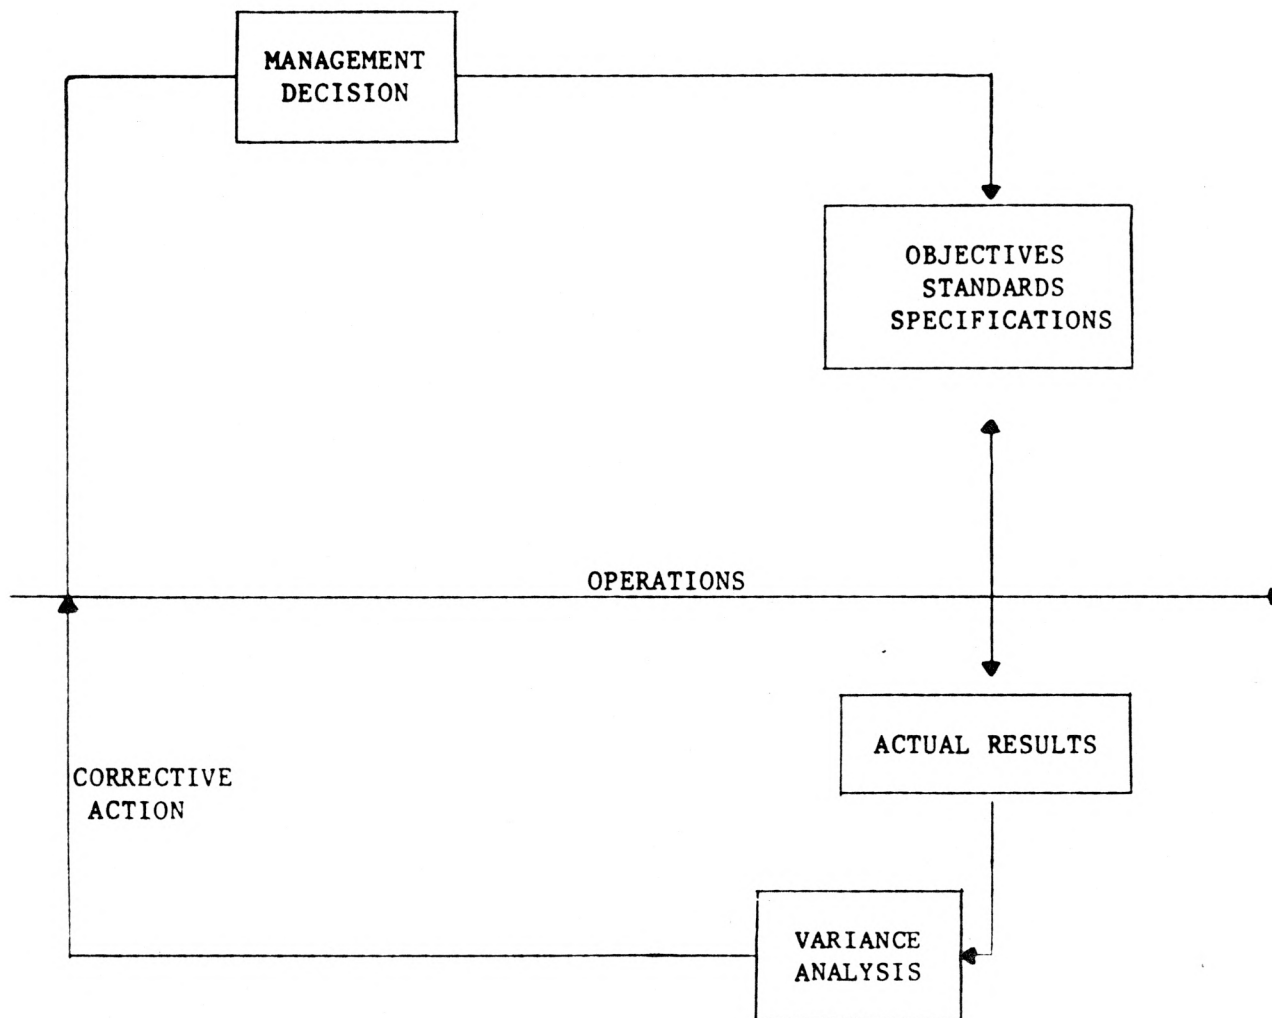 MANAGEMENT
DECISION
OBJECTIVES
STANDARDS
SPECIFICATIONS
OPERATIONS
ACTUAL RESULTS
CORRECTIVE
ACTION
VARIANCE
ANALYSIS